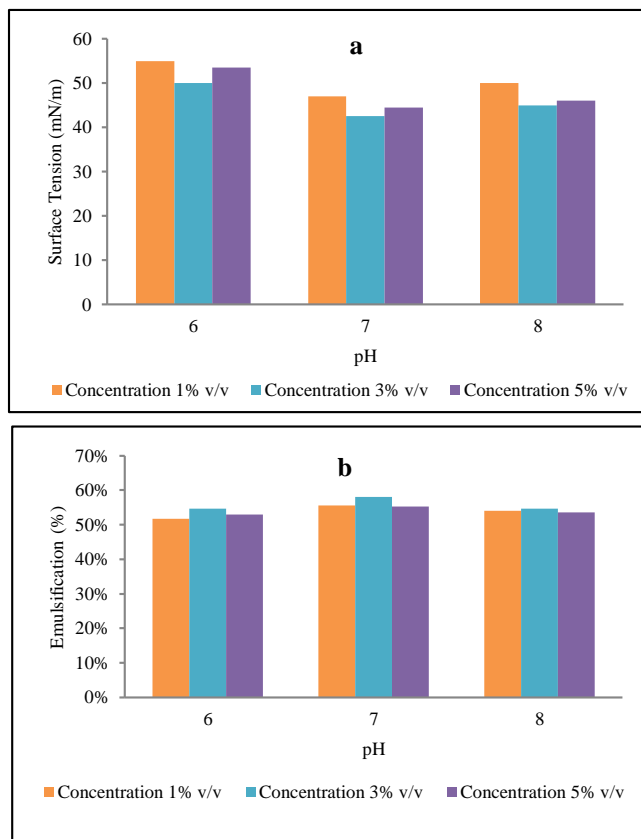 a
Surface Tension (mN/m)
60
50
40
30
20
10
0
6 7 8
pH
Concentration 1% v/v Concentration 3% v/v Concentration 5% v/v
b
Emulsification (%)
70%
60%
50%
40%
30%
20%
10%
0%
6 7 8
pH
Concentration 1% v/v Concentration 3% v/v Concentration 5% v/v